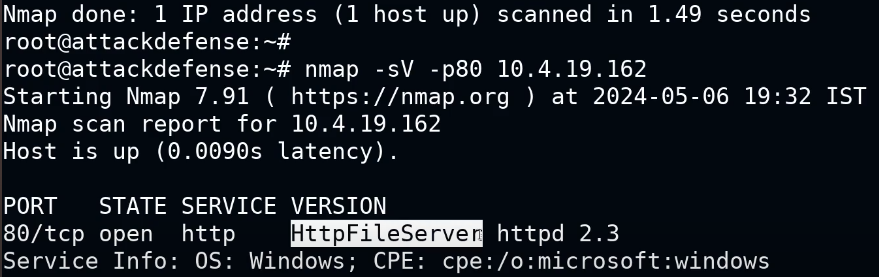 Nmap done: 1 IP address (1 host up) scanned in 1.49 seconds
root@attackdefense:~#
root@attackdefense:~# nmap -sV -p80 10.4.19.162
Starting Nmap 7.91 ( https://nmap.org ) at 2024-05-06 19:32 IST
Nmap scan report for 10.4.19.162
Host is up (0.0090s latency).
PORT   STATE SERVICE VERSION
80/tcp open  http    HttpFileServer httpd 2.3
Service Info: OS: Windows; CPE: cpe:/o:microsoft:windows